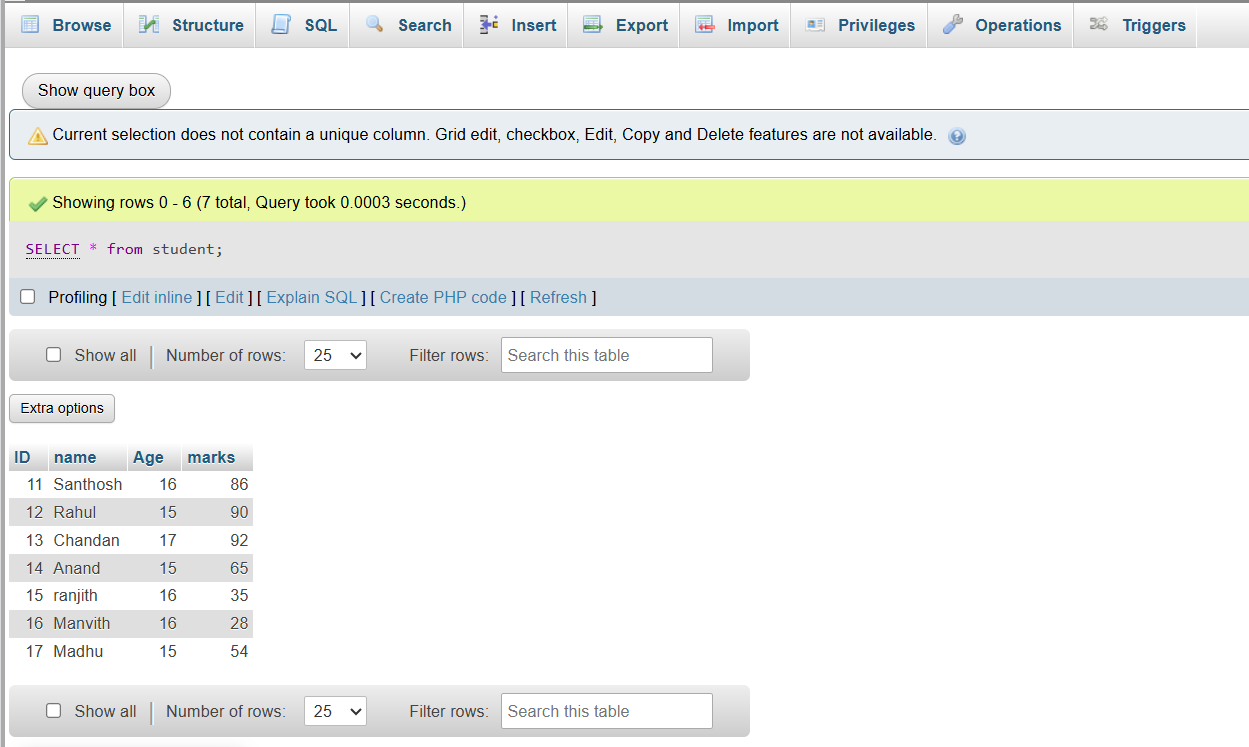 Browse Structure SQL Search Insert Export Import Privileges Operations Triggers
Show query box
Current selection does not contain a unique column. Grid edit, checkbox, Edit, Copy and Delete features are not available.
Showing rows 0 - 6 (7 total, Query took 0.0003 seconds.)
SELECT * from student;
Profiling [ Edit inline ] [ Edit ] [ Explain SQL ] [ Create PHP code ] [ Refresh ]
Show all | Number of rows: 25 Filter rows: Search this table
Extra options
ID name Age marks
11 Santhosh 16 86
12 Rahul 15 90
13 Chandan 17 92
14 Anand 15 65
15 ranjith 16 35
16 Manvith 16 28
17 Madhu 15 54
Show all | Number of rows: 25 Filter rows: Search this table